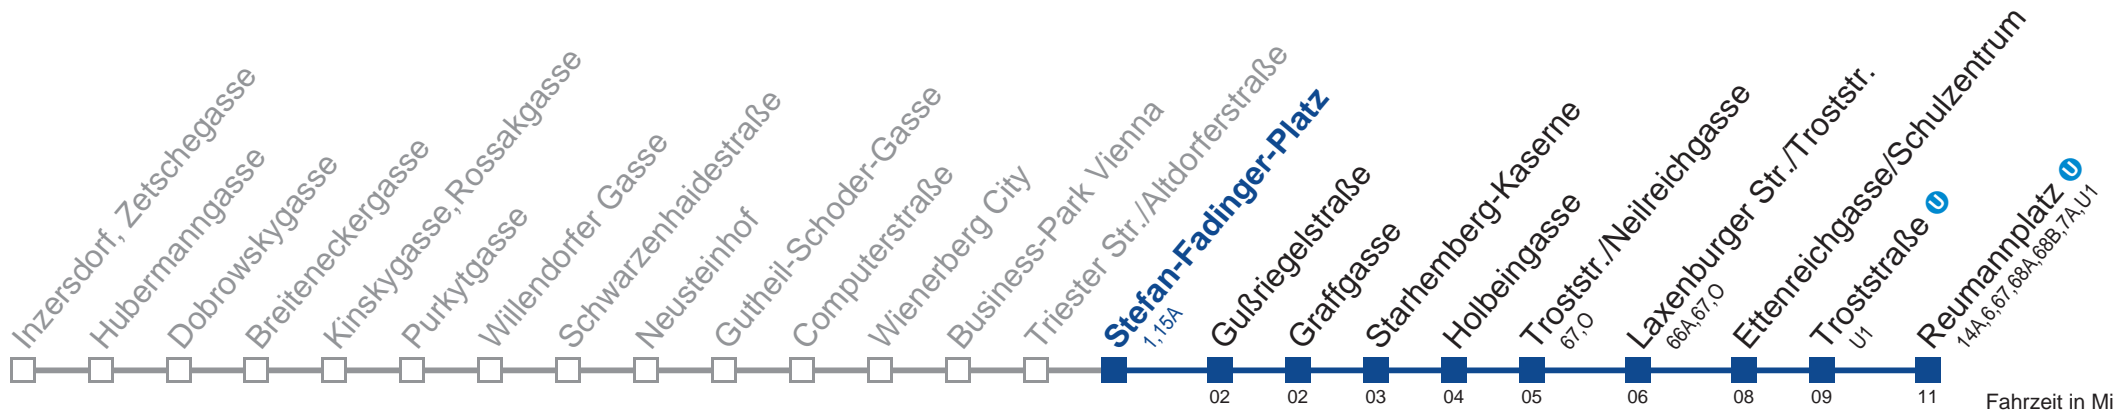 Inzersdorf, Zetschegasse
Hubermanngasse
Dobrowskygasse
Breiteneckergasse
Kinskygasse, Rossakgasse
Purkytgasse
Willendorfer Gasse
Schwarzenhaidestraße
Neusteinhof
Gutheil-Schoder-Gasse
Computerstraße
Wienerberg City
Business-Park Vienna
Triester Str./Altdorferstraße
Stefan-Fadinger-Platz
1,15A
Gußriegelstraße
Graffgasse
Starhemberg-Kaserne
Holbeingasse
Troststr./Neilreichgasse
67,O
Laxenburger Str./Troststr.
66A,67,O
Ettenreichgasse/Schulzentrum
Troststraße U
U1
Reumannplatz U
14A,6,67,68A,68B,7A,U1
02 02 03 04 05 06 08 09 11
Fahrzeit in Mi